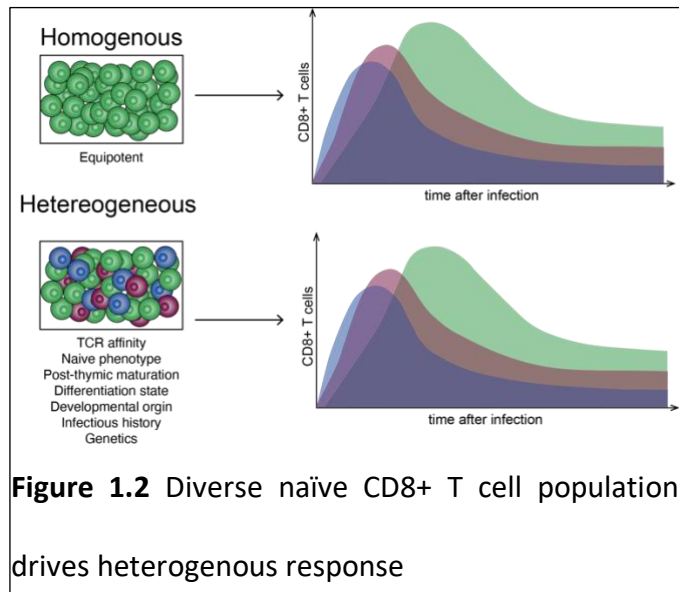 Homogenous
Equipotent
CD8+ T cells
time after infection
Hetereogeneous
TCR affinity
Naive phenotype
Post-thymic maturation
Differentiation state
Developmental orgin
Infectious history
Genetics
CD8+ T cells
time after infection
Figure 1.2 Diverse naïve CD8+ T cell population
drives heterogenous response